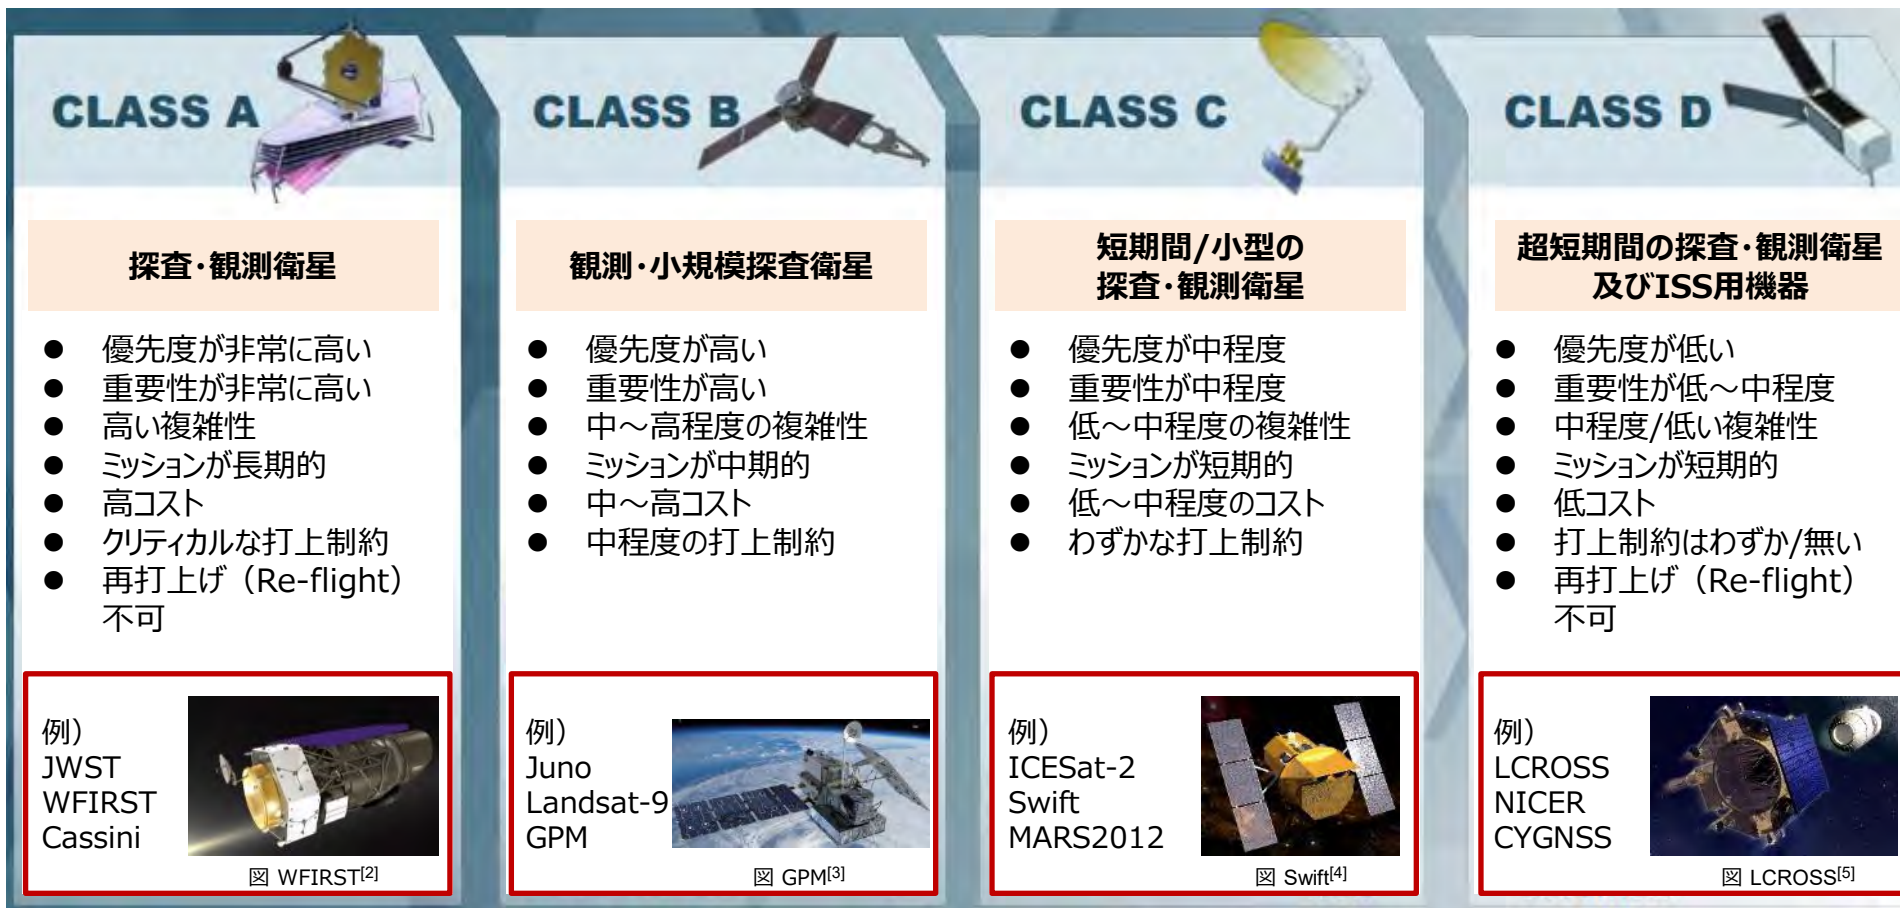 CLASS A
探査・観測衛星
● 優先度が非常に高い
● 重要性が非常に高い
● 高い複雑性
● ミッションが長期的
● 高コスト
● クリティカルな打上制約
● 再打上げ（Re-flight）
不可
例）
JWST
WFIRST
Cassini
図 WFIRST[2]
CLASS B
観測・小規模探査衛星
● 優先度が高い
● 重要性が高い
● 中～高程度の複雑性
● ミッションが中期的
● 中～高コスト
● 中程度の打上制約
例）
Juno
Landsat-9
GPM
図 GPM[3]
CLASS C
短期間/小型の
探査・観測衛星
● 優先度が中程度
● 重要性が中程度
● 低～中程度の複雑性
● ミッションが短期的
● 低～中程度のコスト
● わずかな打上制約
例）
ICESat-2
Swift
MARS2012
図 Swift[4]
CLASS D
超短期間の探査・観測衛星
及びISS用機器
● 優先度が低い
● 重要性が低～中程度
● 中程度/低い複雑性
● ミッションが短期的
● 低コスト
● 打上制約はわずか/無い
● 再打上げ（Re-flight）
不可
例）
LCROSS
NICER
CYGNSS
図 LCROSS[5]